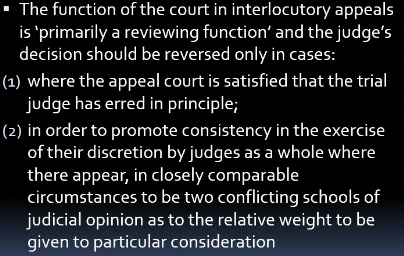 ▪ The function of the court in interlocutory appeals
is 'primarily a reviewing function' and the judge's
decision should be reversed only in cases:
(1) where the appeal court is satisfied that the trial
judge has erred in principle;
(2) in order to promote consistency in the exercise
of their discretion by judges as a whole where
there appear, in closely comparable
circumstances to be two conflicting schools of
judicial opinion as to the relative weight to be
given to particular consideration